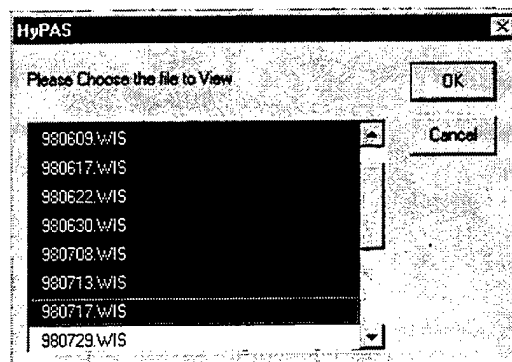 HyPAS
Please Choose the file to View
OK
Cancel
980609.WIS
980617.WIS
980622.WIS
980630.WIS
980708.WIS
980713.WIS
980717.WIS
980729.WIS